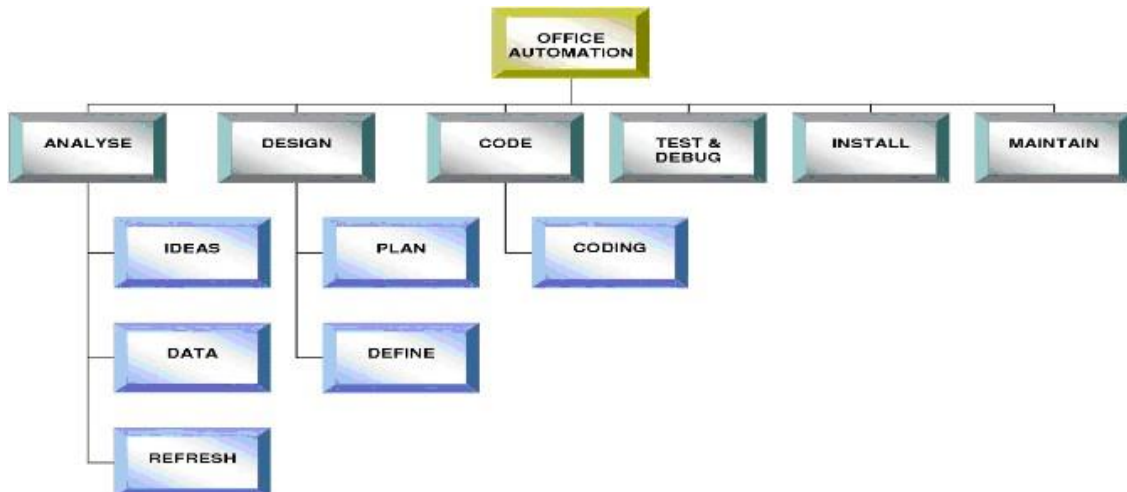 OFFICE
AUTOMATION
ANALYSE
DESIGN
CODE
TEST &
DEBUG
INSTALL
MAINTAIN
IDEAS
PLAN
CODING
DATA
DEFINE
REFRESH